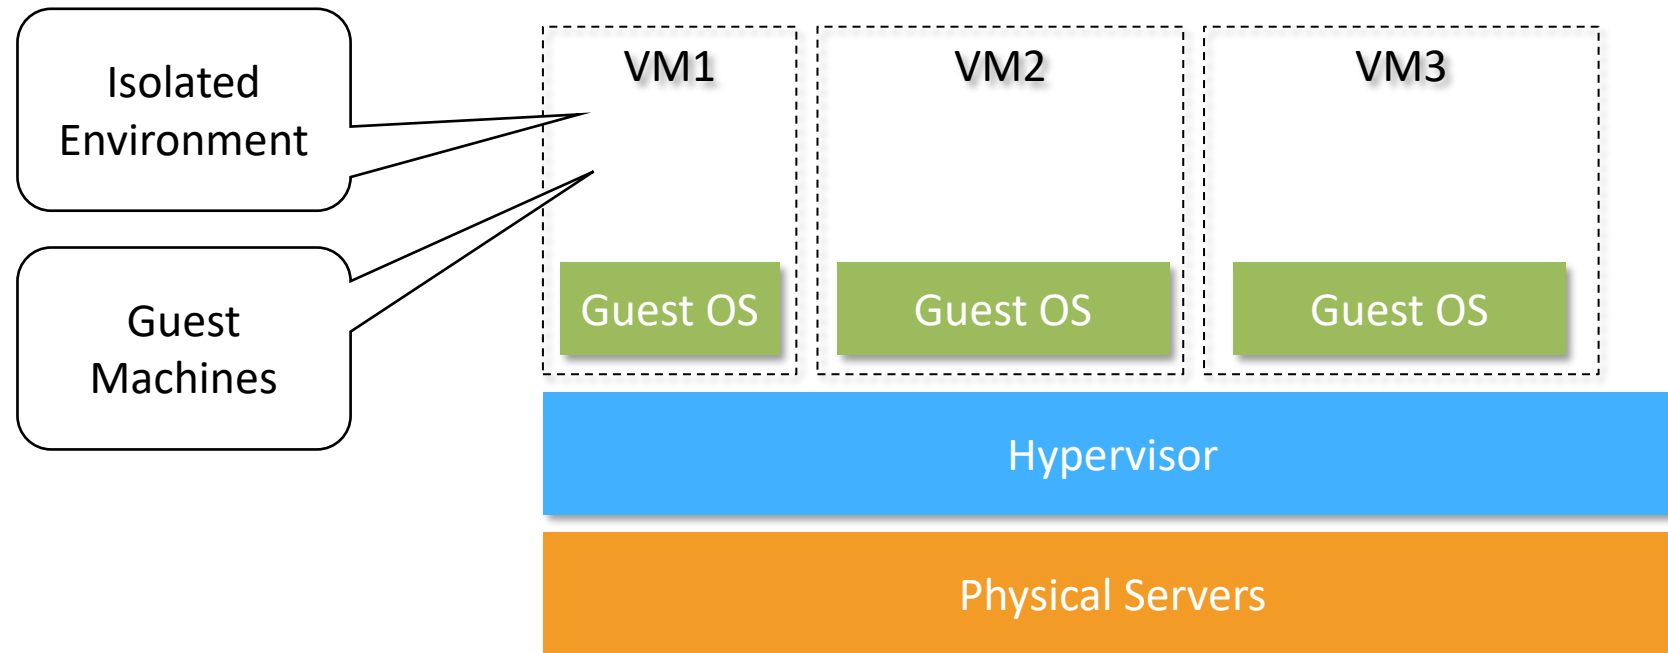 Isolated
Environment
Guest
Machines
VM1
VM2
VM3
Guest OS
Guest OS
Guest OS
Hypervisor
Physical Servers